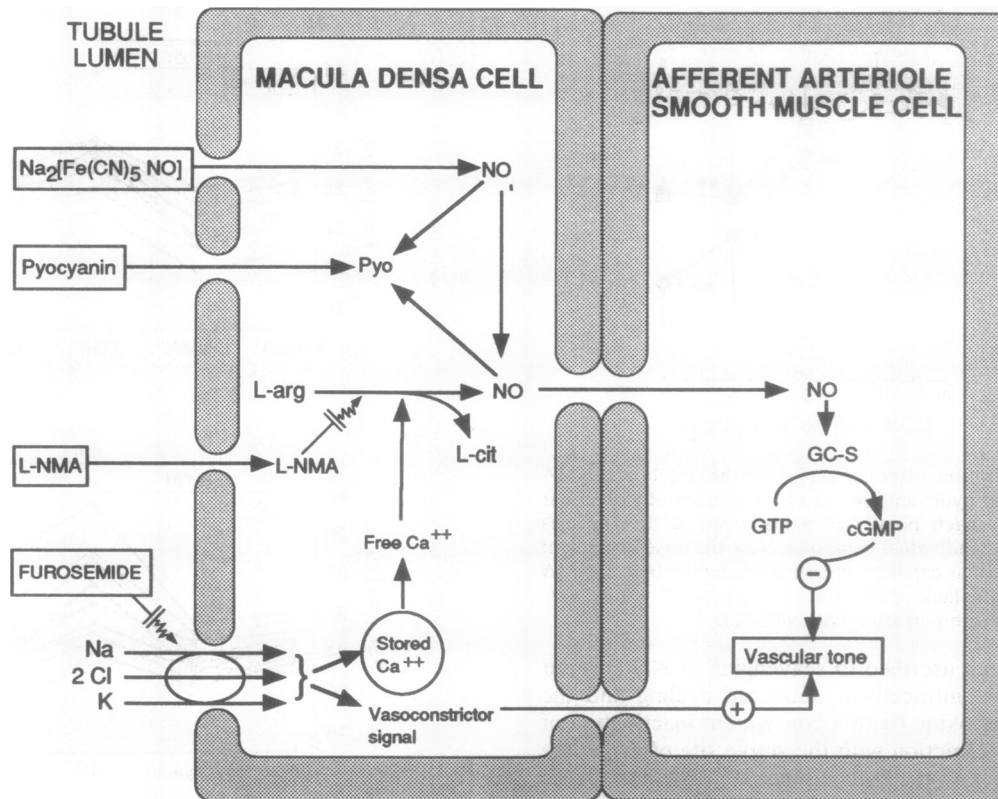 TUBULE
LUMEN
MACULA DENSA CELL
AFFERENT ARTERIOLE
SMOOTH MUSCLE CELL
Na2[Fe(CN)5 NO]
NO
Pyocyanin
Pyo
L-arg
NO
NO
L-cit
L-NMA
L-NMA
GC-S
GTP
cGMP
Free Ca++
−
FUROSEMIDE
Na
2 Cl
K
}
Stored
Ca++
Vascular tone
Vasoconstrictor
signal
+